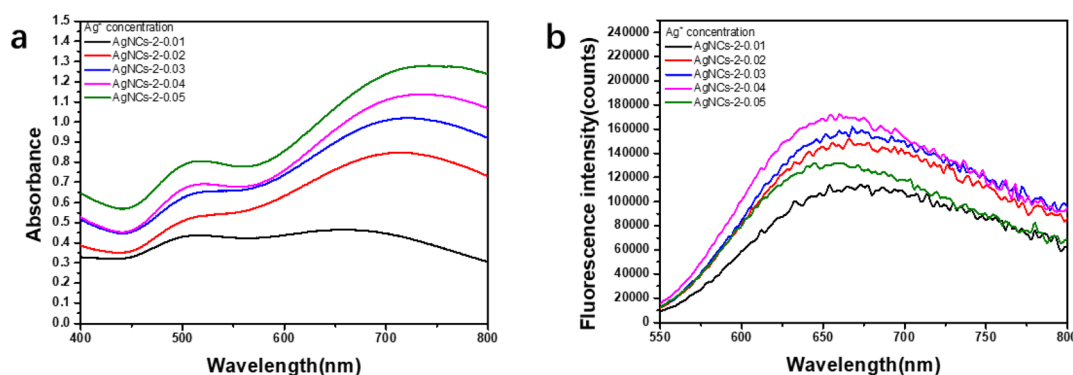 a
Ag⁺ concentration
AgNCs-2-0.01
AgNCs-2-0.02
AgNCs-2-0.03
AgNCs-2-0.04
AgNCs-2-0.05
1.5
1.4
1.3
1.2
1.1
1.0
0.9
0.8
0.7
0.6
0.5
0.4
0.3
0.2
0.1
0.0
Absorbance
400
500
600
700
800
Wavelength(nm)
b
Ag⁺ concentration
AgNCs-2-0.01
AgNCs-2-0.02
AgNCs-2-0.03
AgNCs-2-0.04
AgNCs-2-0.05
240000
220000
200000
180000
160000
140000
120000
100000
80000
60000
40000
20000
0
Fluorescence intensity(counts)
550
600
650
700
750
800
Wavelength(nm)